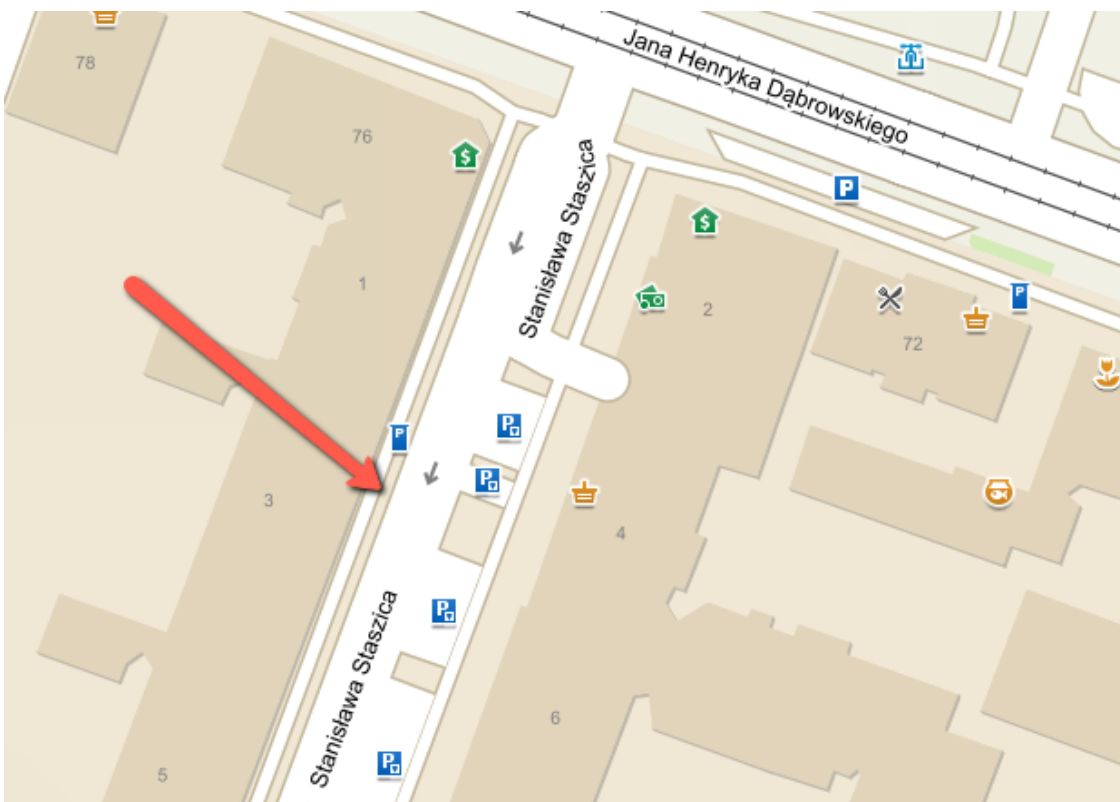 78
Jana Henryka Dąbrowskiego
76
$
P
Stanisława Staszica
$
1
2
P
72
P
P
P
3
4
P
Stanisława Staszica
6
P
5